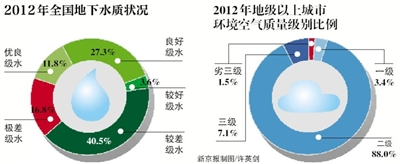 2012年全国地下水质状况
优良
级水
11.8%
良好
级水
27.3%
3.6%
较好
级水
极差
级水
16.8%
40.5%
较差
级水
2012年地级以上城市
环境空气质量级别比例
劣三级
1.5%
一级
3.4%
三级
7.1%
二级
88.0%
新京报制图/许英剑